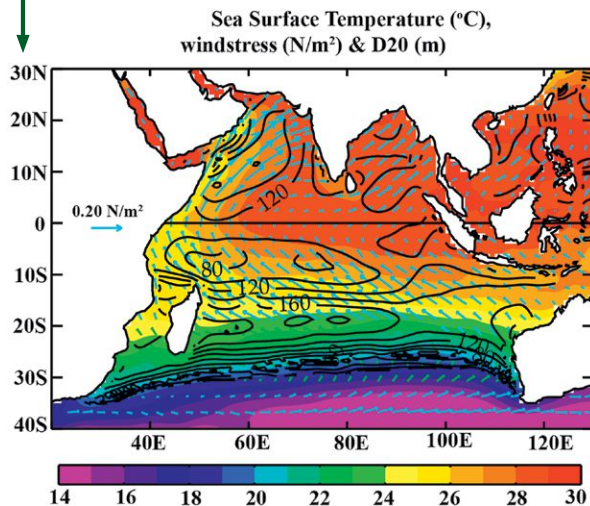 Sea Surface Temperature (°C),
windstress (N/m²) & D20 (m)
30N
20N
10N
0
10S
20S
30S
40S
0.20 N/m²
120
80
120
160
120
40E 60E 80E 100E 120E
14 16 18 20 22 24 26 28 30